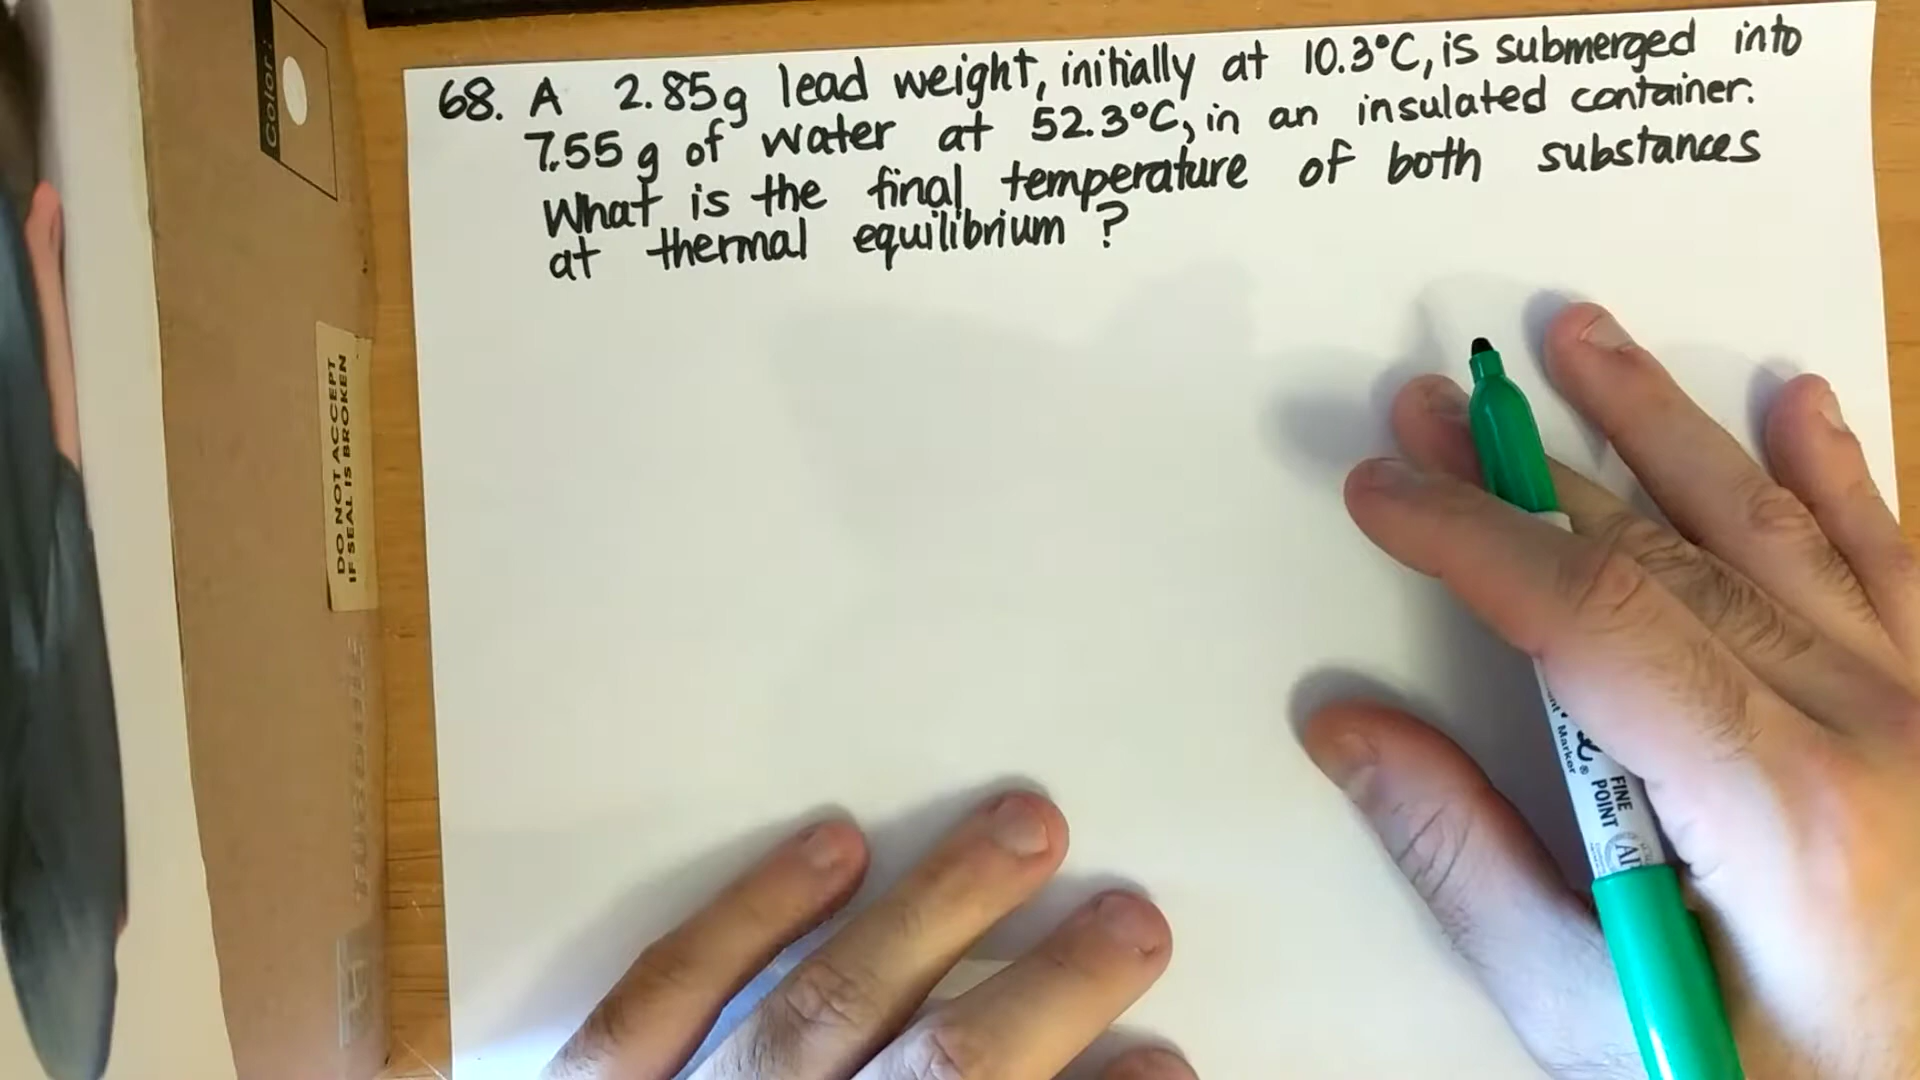 68. A 2.85g lead weight, initially at 10.3°C, is submerged into
7.55 g of water at 52.3°C, in an insulated container.
What is the final temperature of both substances
at thermal equilibrium ?
Color:
DO NOT ACCEPT
IF SEAL IS BROKEN
Marker
FINE
POINT